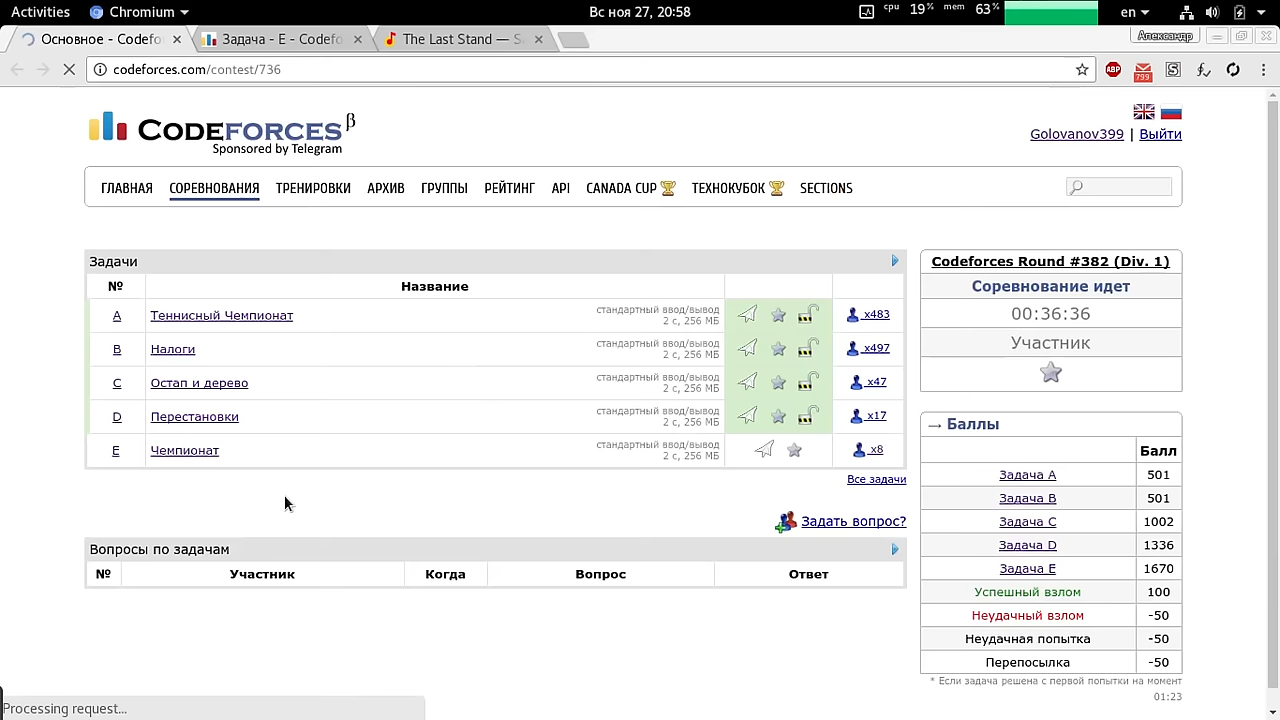 Activities Chromium Вс ноя 27, 20:58 cpu 19% mem 63% en
Основное - Codefo Задача - E - Codefo The Last Stand — S Александр
codeforces.com/contest/736 ABP 799
CODEFORCES β
Sponsored by Telegram
Golovanov399 | Выйти
ГЛАВНАЯ СОРЕВНОВАНИЯ ТРЕНИРОВКИ АРХИВ ГРУППЫ РЕЙТИНГ API CANADA CUP ТЕХНОКУБОК SECTIONS
Задачи
№ Название
A Теннисный Чемпионат стандартный ввод/вывод x483
2 с, 256 МБ
B Налоги стандартный ввод/вывод x497
2 с, 256 МБ
C Остап и дерево стандартный ввод/вывод x47
2 с, 256 МБ
D Перестановки стандартный ввод/вывод x17
2 с, 256 МБ
E Чемпионат стандартный ввод/вывод x8
2 с, 256 МБ
Все задачи
Задать вопрос?
Вопросы по задачам
№ Участник Когда Вопрос Ответ
Codeforces Round #382 (Div. 1)
Соревнование идет
00:36:36
Участник
→ Баллы
Балл
Задача A 501
Задача B 501
Задача C 1002
Задача D 1336
Задача E 1670
Успешный взлом 100
Неудачный взлом -50
Неудачная попытка -50
Перепосылка -50
* Если задача решена с первой попытки на момент
01:23
Processing request...